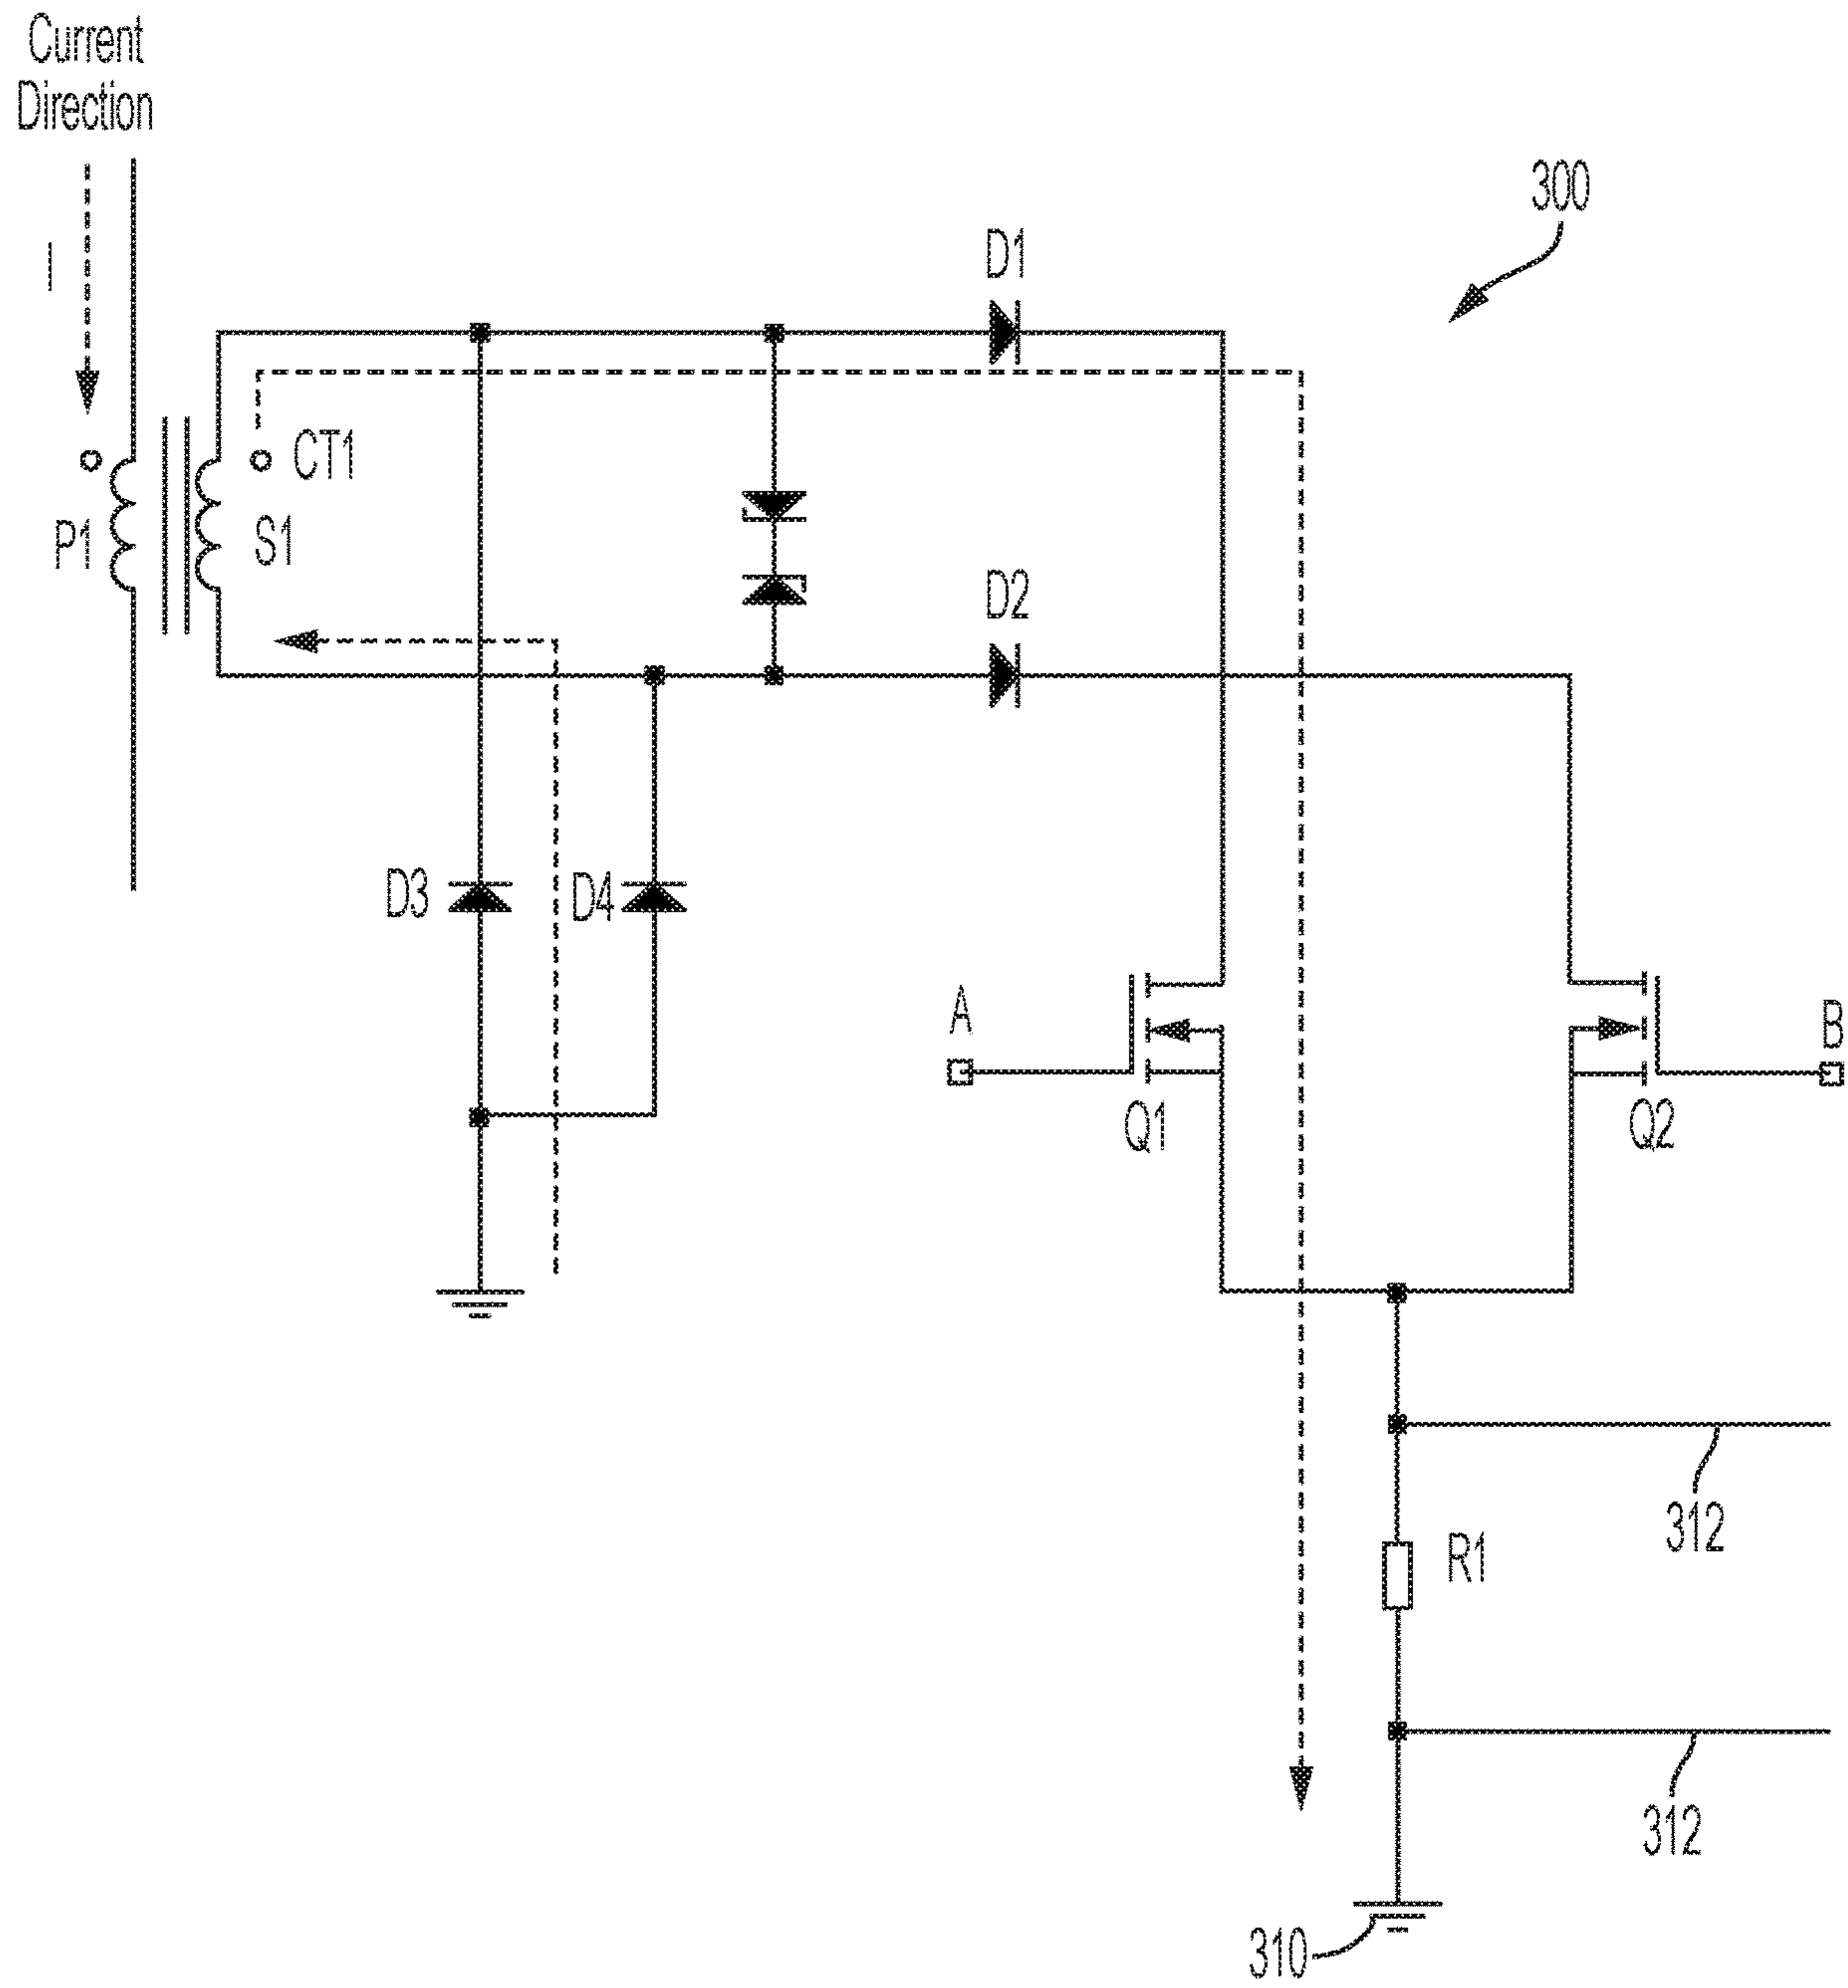 Current
Direction
I
300
D1
CT1
P1
S1
D2
D3
D4
A
B
Q1
Q2
312
R1
312
310